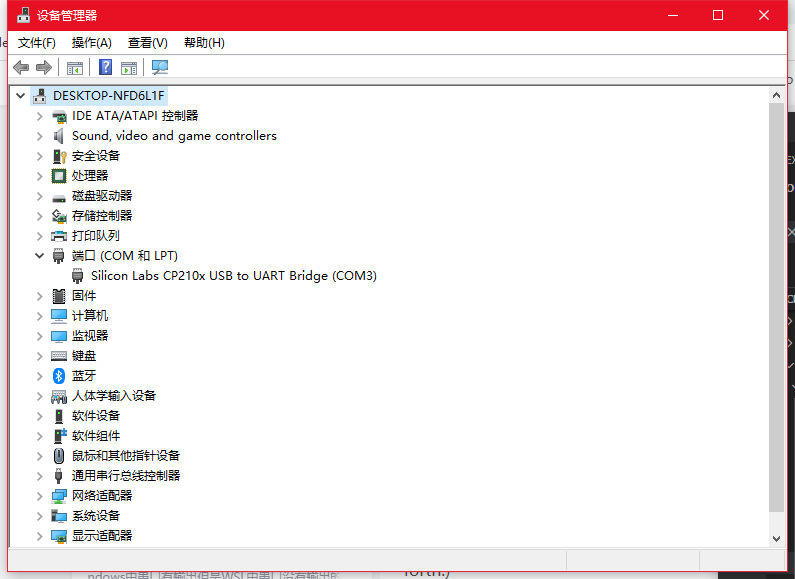 设备管理器
文件(F) 操作(A) 查看(V) 帮助(H)
DESKTOP-NFD6L1F
IDE ATA/ATAPI 控制器
Sound, video and game controllers
安全设备
处理器
磁盘驱动器
存储控制器
打印队列
端口 (COM 和 LPT)
Silicon Labs CP210x USB to UART Bridge (COM3)
固件
计算机
监视器
键盘
蓝牙
人体学输入设备
软件设备
软件组件
鼠标和其他指针设备
通用串行总线控制器
网络适配器
系统设备
显示适配器